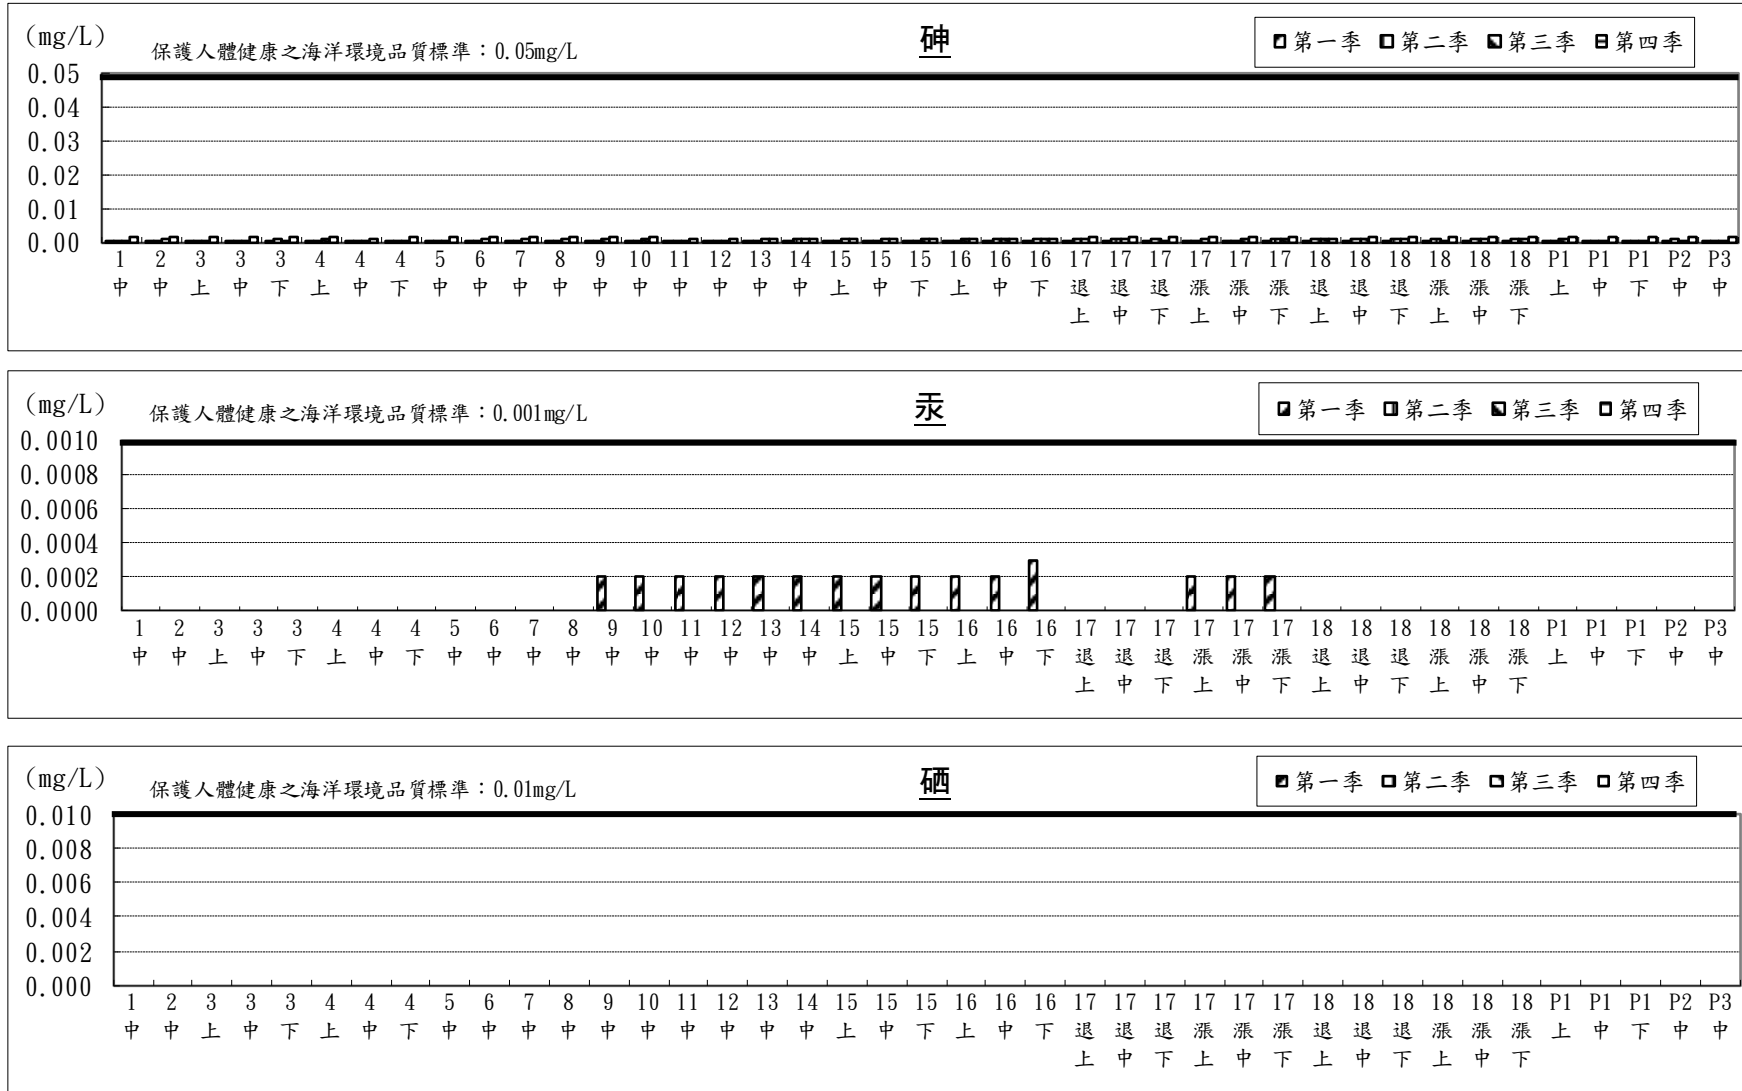 (mg/L)
保護人體健康之海洋環境品質標準：0.05mg/L
砷
第一季 第二季 第三季 第四季
0.05
0.04
0.03
0.02
0.01
0.00
1 2 3 3 3 4 4 4 5 6 7 8 9 10 11 12 13 14 15 15 15 16 16 16 17 17 17 17 17 17 18 18 18 18 18 18 P1 P1 P1 P2 P3
中 中 上 中 下 上 中 下 中 中 中 中 中 中 中 中 中 中 上 中 下 上 中 下 退 退 退 漲 漲 漲 退 退 退 漲 漲 漲 上 中 下 中 中
上 中 下 上 中 下 上 中 下 上 中 下
(mg/L)
保護人體健康之海洋環境品質標準：0.001mg/L
汞
第一季 第二季 第三季 第四季
0.0010
0.0008
0.0006
0.0004
0.0002
0.0000
1 2 3 3 3 4 4 4 5 6 7 8 9 10 11 12 13 14 15 15 15 16 16 16 17 17 17 17 17 17 18 18 18 18 18 18 P1 P1 P1 P2 P3
中 中 上 中 下 上 中 下 中 中 中 中 中 中 中 中 中 中 上 中 下 上 中 下 退 退 退 漲 漲 漲 退 退 退 漲 漲 漲 上 中 下 中 中
上 中 下 上 中 下 上 中 下 上 中 下
(mg/L)
保護人體健康之海洋環境品質標準：0.01mg/L
硒
第一季 第二季 第三季 第四季
0.010
0.008
0.006
0.004
0.002
0.000
1 2 3 3 3 4 4 4 5 6 7 8 9 10 11 12 13 14 15 15 15 16 16 16 17 17 17 17 17 17 18 18 18 18 18 18 P1 P1 P1 P2 P3
中 中 上 中 下 上 中 下 中 中 中 中 中 中 中 中 中 中 上 中 下 上 中 下 退 退 退 漲 漲 漲 退 退 退 漲 漲 漲 上 中 下 中 中
上 中 下 上 中 下 上 中 下 上 中 下